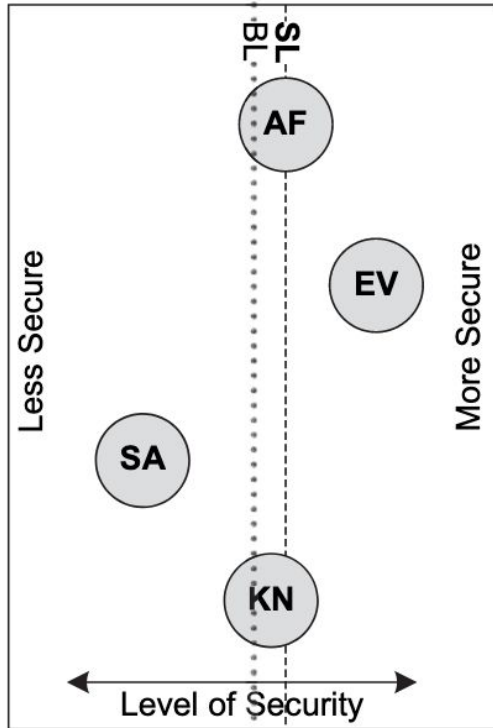 BL
SL
AF
EV
Less Secure
More Secure
SA
KN
Level of Security